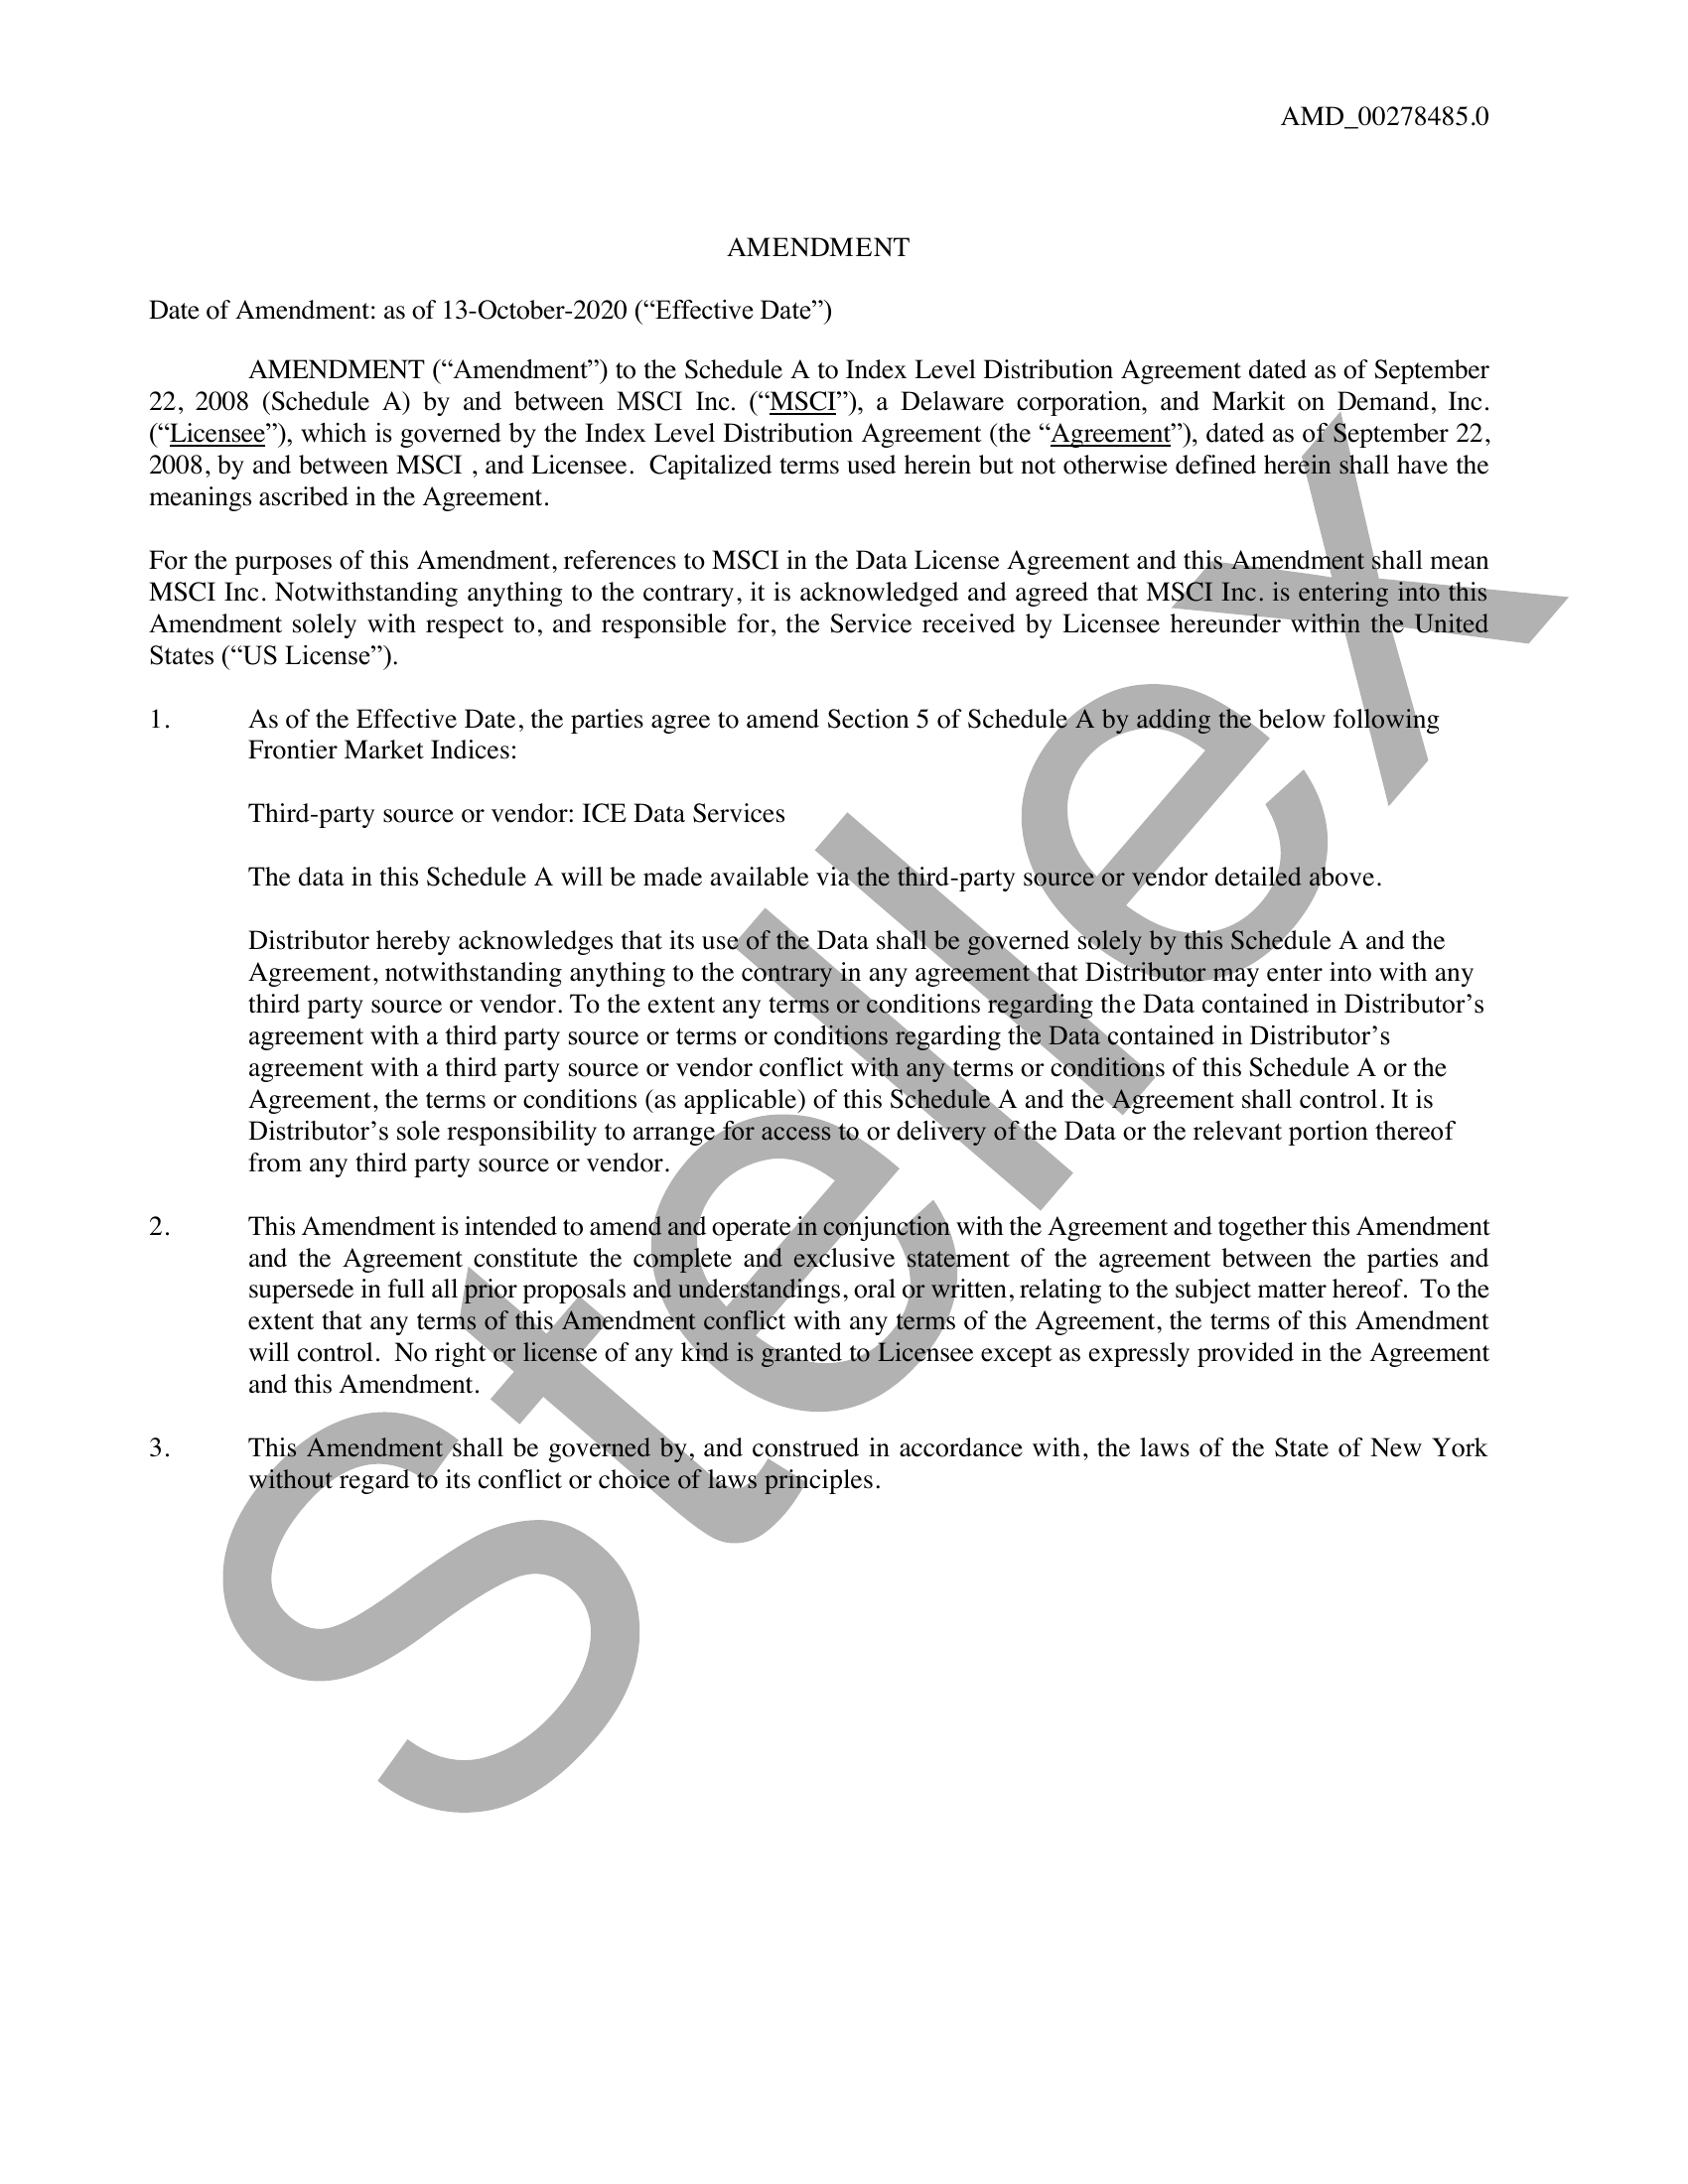 AMD_00278485.0
AMENDMENT
Date of Amendment: as of 13-October-2020 (“Effective Date”)
AMENDMENT (“Amendment”) to the Schedule A to Index Level Distribution Agreement dated as of September
22, 2008 (Schedule A) by and between MSCI Inc. (“MSCI”), a Delaware corporation, and Markit on Demand, Inc.
(“Licensee”), which is governed by the Index Level Distribution Agreement (the “Agreement”), dated as of September 22,
2008, by and between MSCI , and Licensee.  Capitalized terms used herein but not otherwise defined herein shall have the
meanings ascribed in the Agreement.
For the purposes of this Amendment, references to MSCI in the Data License Agreement and this Amendment shall mean
MSCI Inc. Notwithstanding anything to the contrary, it is acknowledged and agreed that MSCI Inc. is entering into this
Amendment solely with respect to, and responsible for, the Service received by Licensee hereunder within the United
States (“US License”).
1. As of the Effective Date, the parties agree to amend Section 5 of Schedule A by adding the below following
Frontier Market Indices:
Third-party source or vendor: ICE Data Services
The data in this Schedule A will be made available via the third-party source or vendor detailed above.
Distributor hereby acknowledges that its use of the Data shall be governed solely by this Schedule A and the
Agreement, notwithstanding anything to the contrary in any agreement that Distributor may enter into with any
third party source or vendor. To the extent any terms or conditions regarding the Data contained in Distributor’s
agreement with a third party source or terms or conditions regarding the Data contained in Distributor’s
agreement with a third party source or vendor conflict with any terms or conditions of this Schedule A or the
Agreement, the terms or conditions (as applicable) of this Schedule A and the Agreement shall control. It is
Distributor’s sole responsibility to arrange for access to or delivery of the Data or the relevant portion thereof
from any third party source or vendor.
2. This Amendment is intended to amend and operate in conjunction with the Agreement and together this Amendment
and the Agreement constitute the complete and exclusive statement of the agreement between the parties and
supersede in full all prior proposals and understandings, oral or written, relating to the subject matter hereof.  To the
extent that any terms of this Amendment conflict with any terms of the Agreement, the terms of this Amendment
will control.  No right or license of any kind is granted to Licensee except as expressly provided in the Agreement
and this Amendment.
3. This Amendment shall be governed by, and construed in accordance with, the laws of the State of New York
without regard to its conflict or choice of laws principles.
Stellex